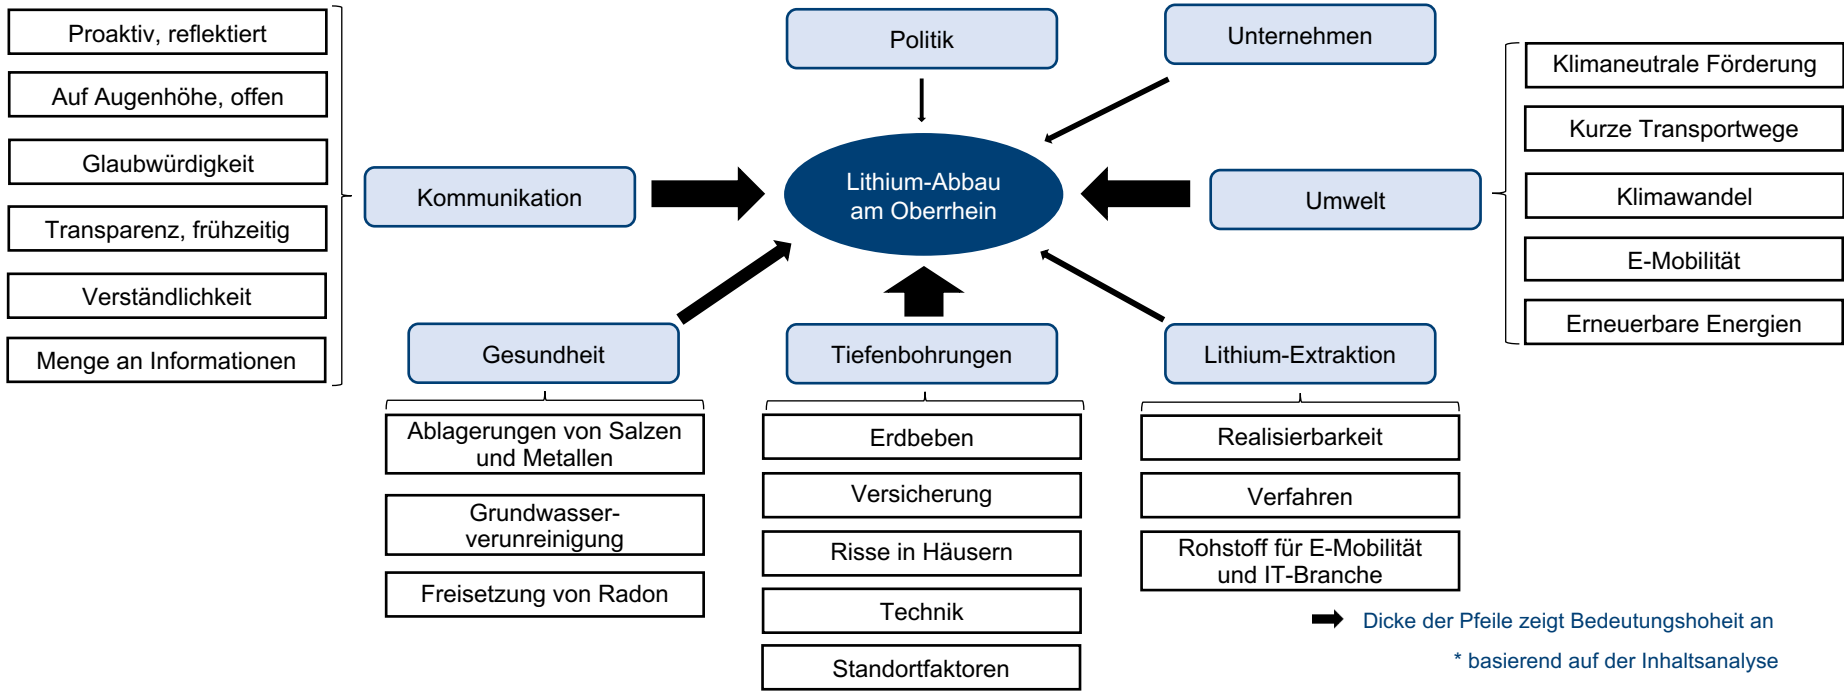 Proaktiv, reflektiert
Auf Augenhöhe, offen
Glaubwürdigkeit
Transparenz, frühzeitig
Verständlichkeit
Menge an Informationen
Kommunikation
Politik
Unternehmen
Lithium-Abbau
am Oberrhein
Umwelt
Klimaneutrale Förderung
Kurze Transportwege
Klimawandel
E-Mobilität
Erneuerbare Energien
Gesundheit
Ablagerungen von Salzen
und Metallen
Grundwasser-
verunreinigung
Freisetzung von Radon
Tiefenbohrungen
Erdbeben
Versicherung
Risse in Häusern
Technik
Standortfaktoren
Lithium-Extraktion
Realisierbarkeit
Verfahren
Rohstoff für E-Mobilität
und IT-Branche
Dicke der Pfeile zeigt Bedeutungshoheit an
* basierend auf der Inhaltsanalyse